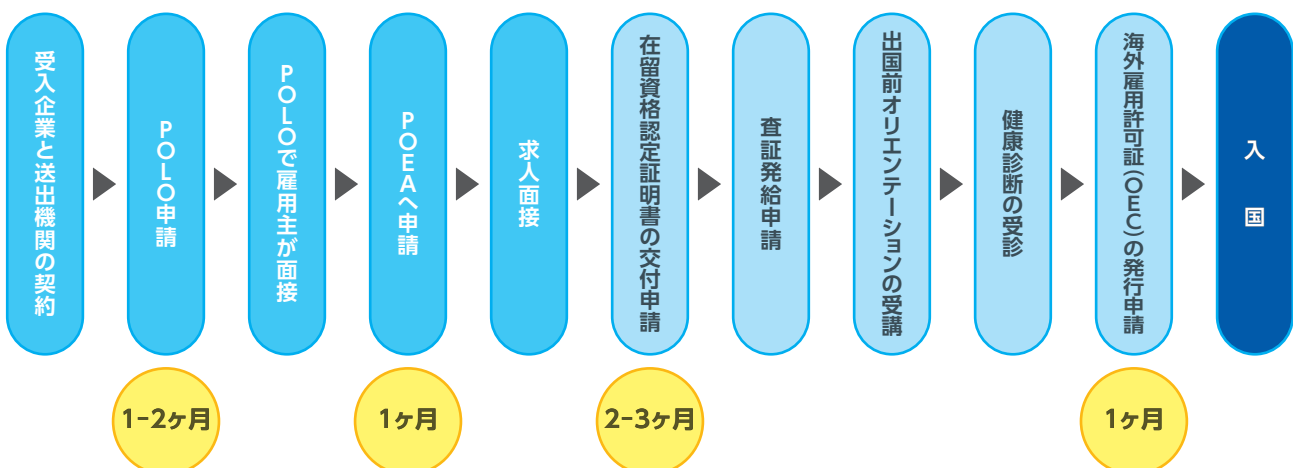 受入企業と送出機関の契約
POLO申請
POLOで雇用主が面接
POEAへ申請
求人面接
在留資格認定証明書の交付申請
査証発給申請
出国前オリエンテーションの受講
健康診断の受診
海外雇用許可証(OEC)の発行申請
入国
1-2ヶ月
1ヶ月
2-3ヶ月
1ヶ月